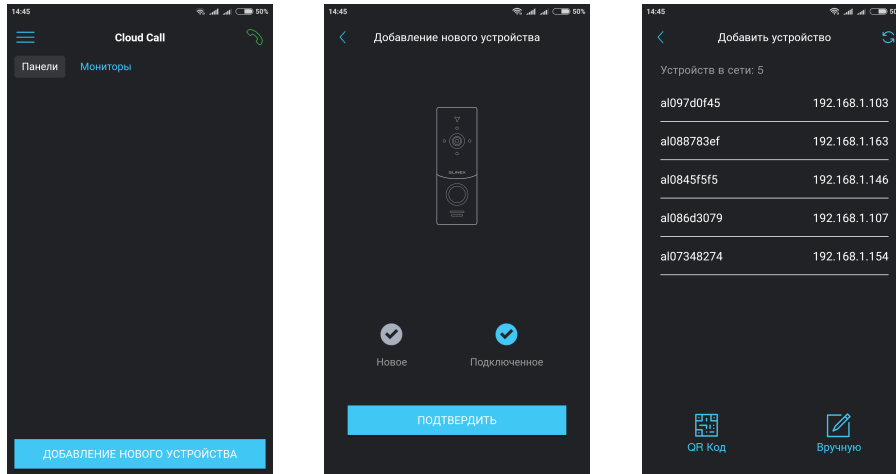 14:45
50%
Cloud Call
Панели Мониторы
ДОБАВЛЕНИЕ НОВОГО УСТРОЙСТВА
14:45
50%
Добавление нового устройства
SLINEX
Новое Подключенное
ПОДТВЕРДИТЬ
14:45
50
Добавить устройство
Устройств в сети: 5
al097d0f45 192.168.1.103
al088783ef 192.168.1.163
al0845f5f5 192.168.1.146
al086d3079 192.168.1.107
al07348274 192.168.1.154
QR Код Вручную